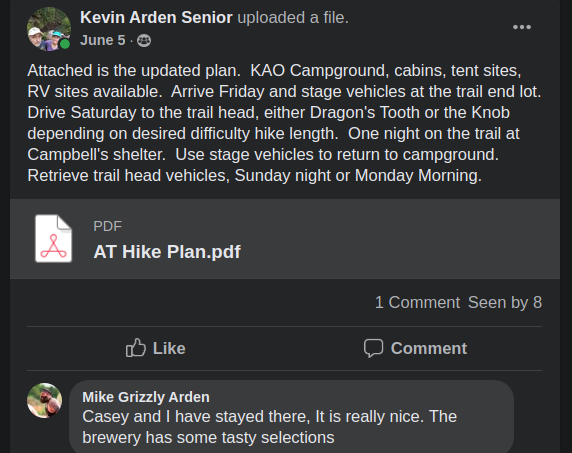 Kevin Arden Senior uploaded a file.
June 5 ·
Attached is the updated plan.  KAO Campground, cabins, tent sites,
RV sites available.  Arrive Friday and stage vehicles at the trail end lot.
Drive Saturday to the trail head, either Dragon's Tooth or the Knob
depending on desired difficulty hike length.  One night on the trail at
Campbell's shelter.  Use stage vehicles to return to campground.
Retrieve trail head vehicles, Sunday night or Monday Morning.
PDF
AT Hike Plan.pdf
1 Comment  Seen by 8
Like
Comment
Mike Grizzly Arden
Casey and I have stayed there, It is really nice. The
brewery has some tasty selections